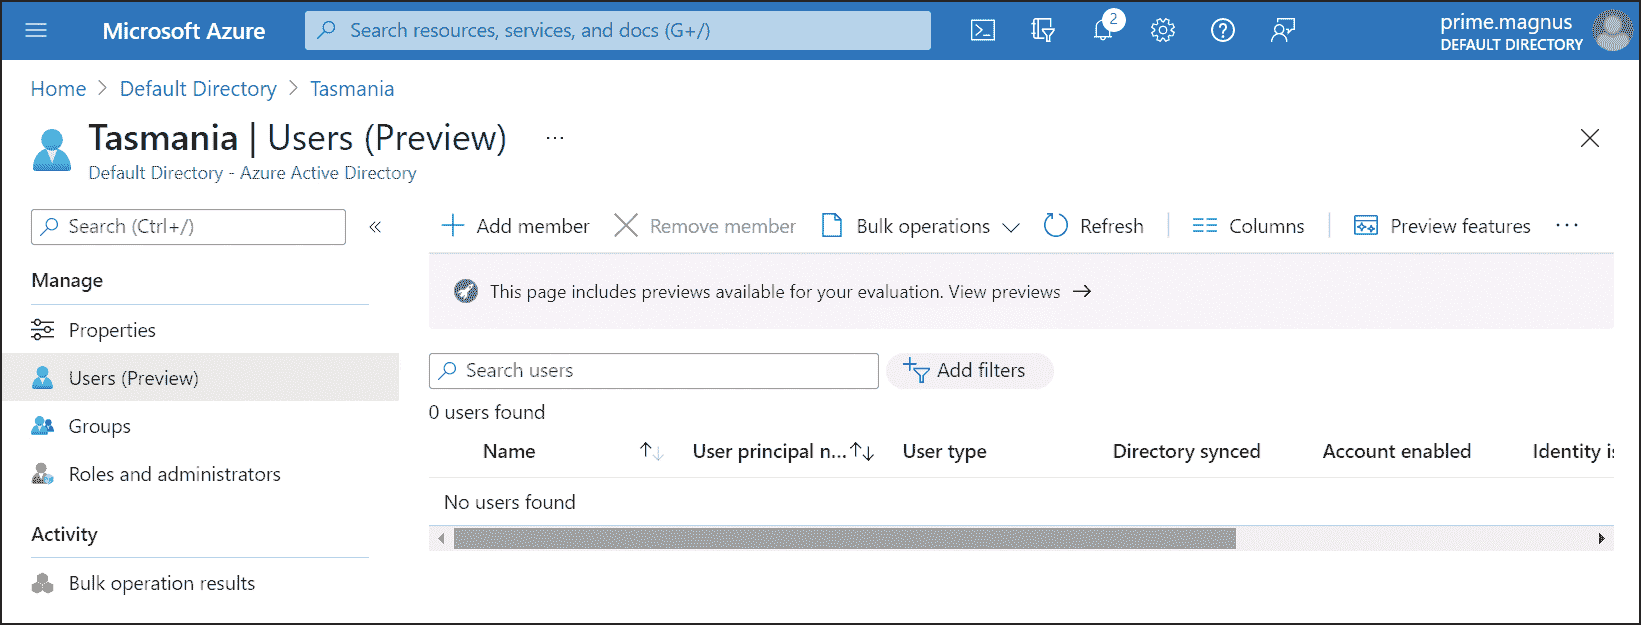 Microsoft Azure
Search resources, services, and docs (G+/)
2
prime.magnus
DEFAULT DIRECTORY
Home > Default Directory > Tasmania
Tasmania | Users (Preview) ...
Default Directory - Azure Active Directory
Search (Ctrl+/)
«
Manage
Properties
Users (Preview)
Groups
Roles and administrators
Activity
Bulk operation results
Add member
Remove member
Bulk operations
Refresh
Columns
Preview features
...
This page includes previews available for your evaluation. View previews →
Search users
Add filters
0 users found
Name ↑↓ User principal n...↑↓ User type Directory synced Account enabled Identity is
No users found